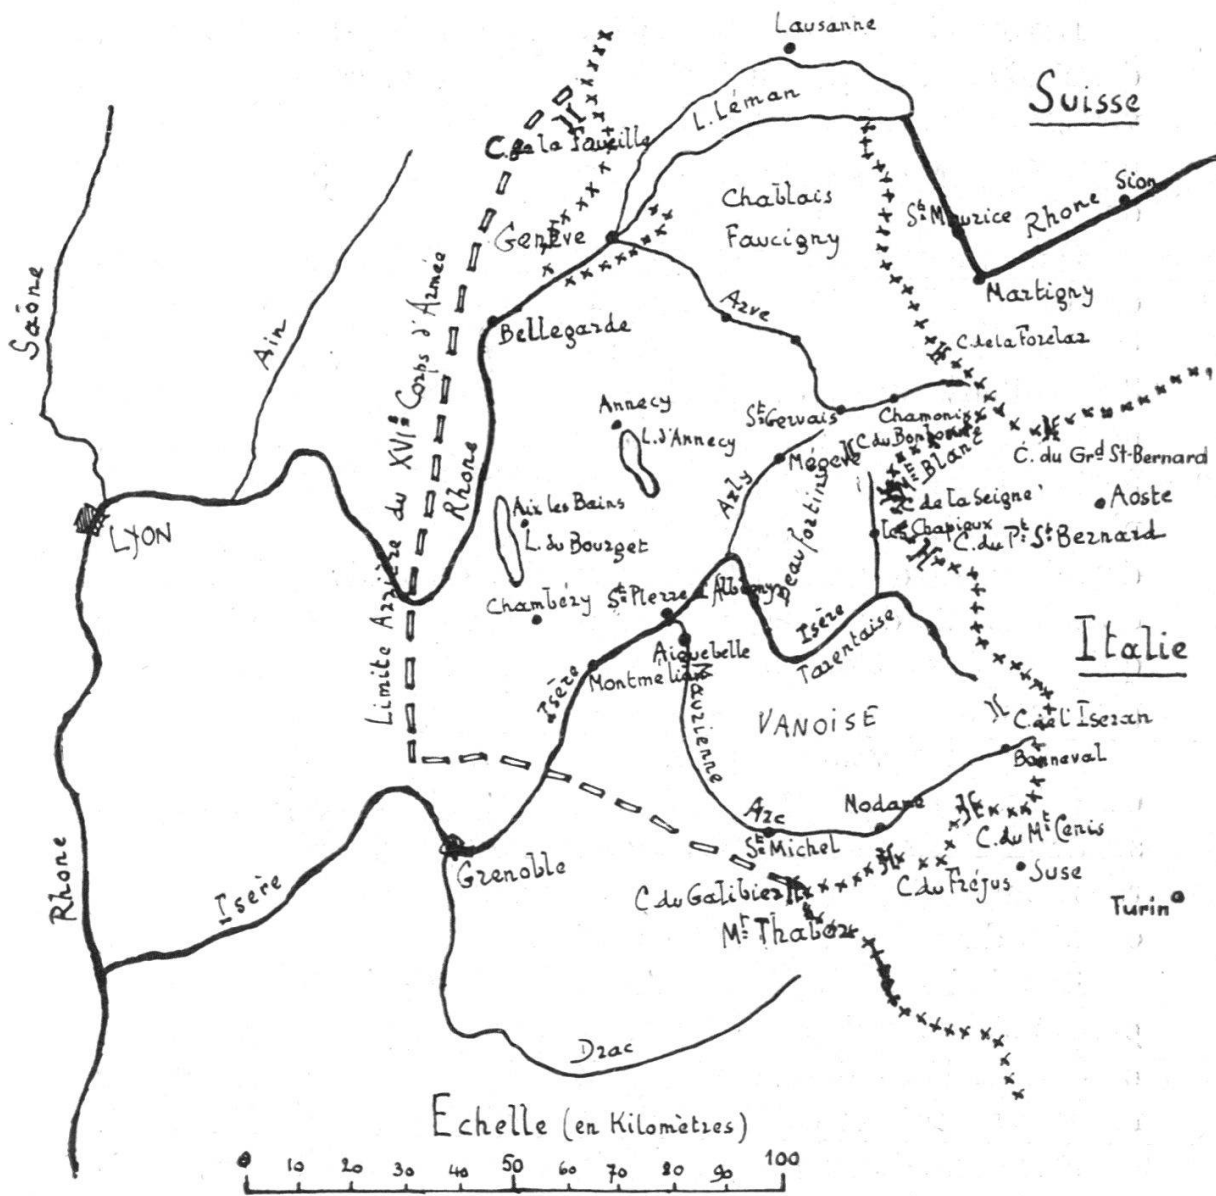 Lausanne
L. Léman
Suisse
C. de la Faucille
Chablais
Faucigny
Sion
Rhone
St Maurice
Genève
Martigny
Saône
Ain
Limite Arrière du XVIe Corps d'Armée
Bellegarde
Arve
C. de la Forclaz
Rhone
Annecy
L. d'Annecy
St Gervais
Chamonix
C. du Bonhomme
Mt Blanc
C. du Grd St-Bernard
Megève
Arly
Beaufortin
Aix les Bains
L. du Bourget
C. de la Seigne
Aoste
Les Chapieux
C. du Pt St Bernard
LYON
Chambéry
St Pierre d'Albigny
Isère
Tarentaise
Italie
Aiguebelle
Montmélian
Isère
Maurienne
VANOISE
C. de l'Iseran
Bonneval
Arc
Modane
St Michel
C. du Mt Cenis
Rhone
Isère
Grenoble
C. du Galibier
C. du Fréjus
Suse
Turin
Mt Thabor
Drac
Echelle (en Kilomètres)
0 10 20 30 40 50 60 70 80 90 100